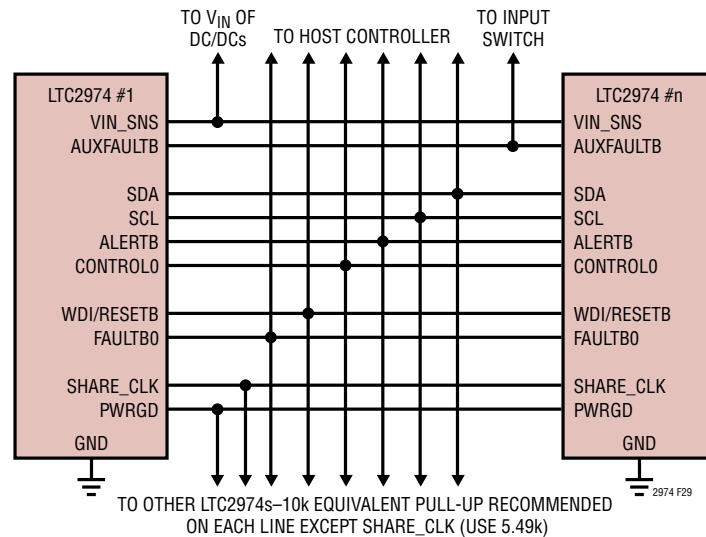 TO VIN OF
DC/DCs
TO HOST CONTROLLER
TO INPUT
SWITCH
LTC2974 #1
VIN_SNS
AUXFAULTB
SDA
SCL
ALERTB
CONTROL0
WDI/RESETB
FAULTB0
SHARE_CLK
PWRGD
GND
LTC2974 #n
VIN_SNS
AUXFAULTB
SDA
SCL
ALERTB
CONTROL0
WDI/RESETB
FAULTB0
SHARE_CLK
PWRGD
GND
2974 F29
TO OTHER LTC2974s–10k EQUIVALENT PULL-UP RECOMMENDED
ON EACH LINE EXCEPT SHARE_CLK (USE 5.49k)